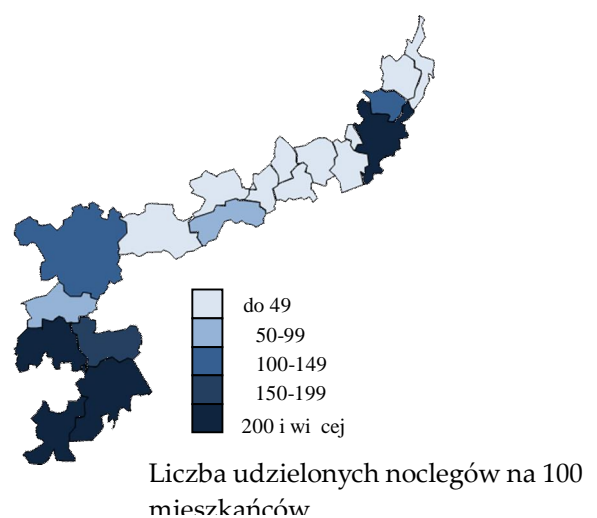 do 49
50-99
100-149
150-199
200 i wi cej
Liczba udzielonych noclegów na 100
mieszkańców